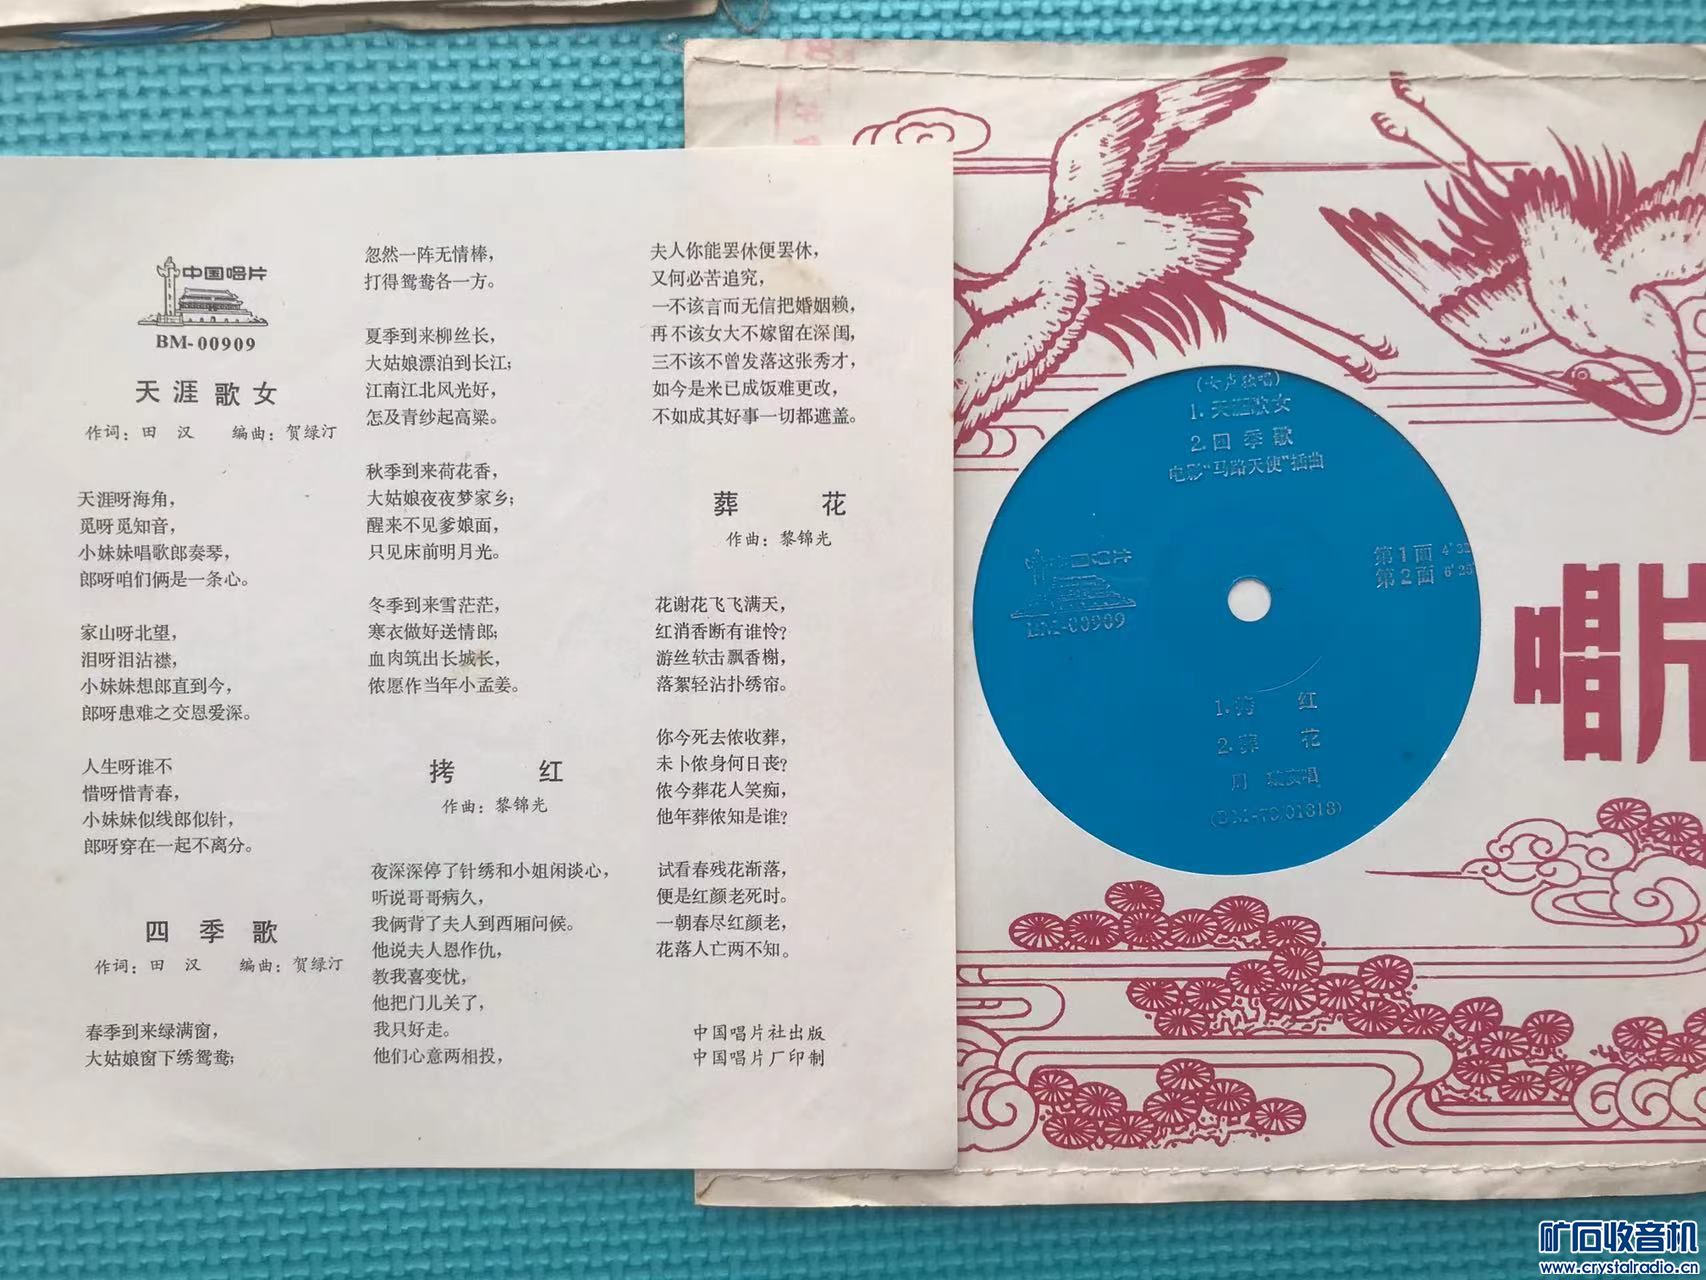 中国唱片
BM-00909
天涯歌女
作词：田 汉 编曲：贺绿汀
天涯呀海角，
觅呀觅知音，
小妹妹唱歌郎奏琴，
郎呀咱们俩是一条心。
家山呀北望，
泪呀泪沾襟，
小妹妹想郎直到今，
郎呀患难之交恩爱深。
人生呀谁不
惜呀惜青春，
小妹妹似线郎似针，
郎呀穿在一起不离分。
四季歌
作词：田 汉 编曲：贺绿汀
春季到来绿满窗，
大姑娘窗下绣鸳鸯；
忽然一阵无情棒，
打得鸳鸯各一方。
夏季到来柳丝长，
大姑娘漂泊到长江；
江南江北风光好，
怎及青纱起高粱。
秋季到来荷花香，
大姑娘夜夜梦家乡；
醒来不见爹娘面，
只见床前明月光。
冬季到来雪茫茫，
寒衣做好送情郎；
血肉筑出长城长，
侬愿作当年小孟姜。
拷 红
作曲：黎锦光
夜深深停了针绣和小姐闲谈心，
听说哥哥病久，
我俩背了夫人到西厢问候。
他说夫人恩作仇，
教我喜变忧，
他把门儿关了，
我只好走。
他们心意两相投，
夫人你能罢休便罢休，
又何必苦追究，
一不该言而无信把婚姻赖，
再不该女大不嫁留在深闺，
三不该不曾发落这张秀才，
如今是米已成饭难更改，
不如成其好事一切都遮盖。
葬 花
作曲：黎锦光
花谢花飞飞满天，
红消香断有谁怜？
游丝软击飘香榭，
落絮轻沾扑绣帘。
你今死去侬收葬，
未卜侬身何日丧？
侬今葬花人笑痴，
他年葬侬知是谁？
试看春残花渐落，
便是红颜老死时。
一朝春尽红颜老，
花落人亡两不知。
中国唱片社出版
中国唱片厂印制
（女声独唱）
1. 天涯歌女
2. 四季歌
电影“马路天使”插曲
中国唱片
BM-00909
第1面 4′32
第2面 6′25
1. 拷 红
2. 葬 花
周 璇演唱
(BM-79/01818)
唱片
矿石收音机
www.crystalradio.cn